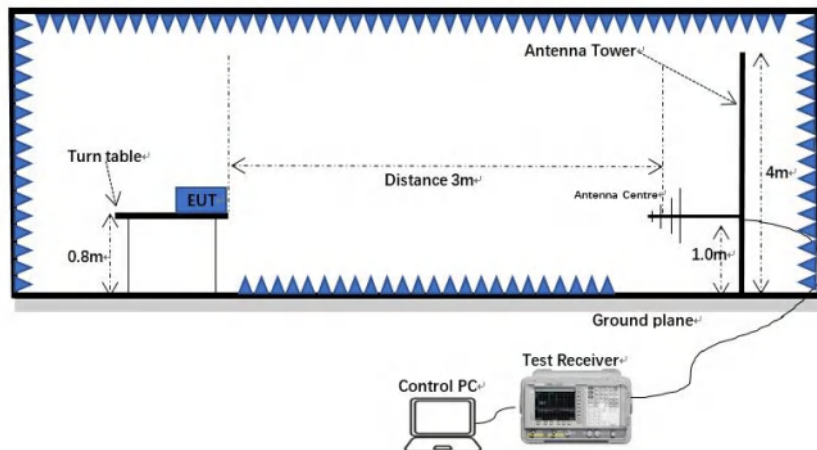 Antenna Tower
Turn table
EUT
Distance 3m
4m
Antenna Centre
0.8m
1.0m
Ground plane
Test Receiver
Control PC